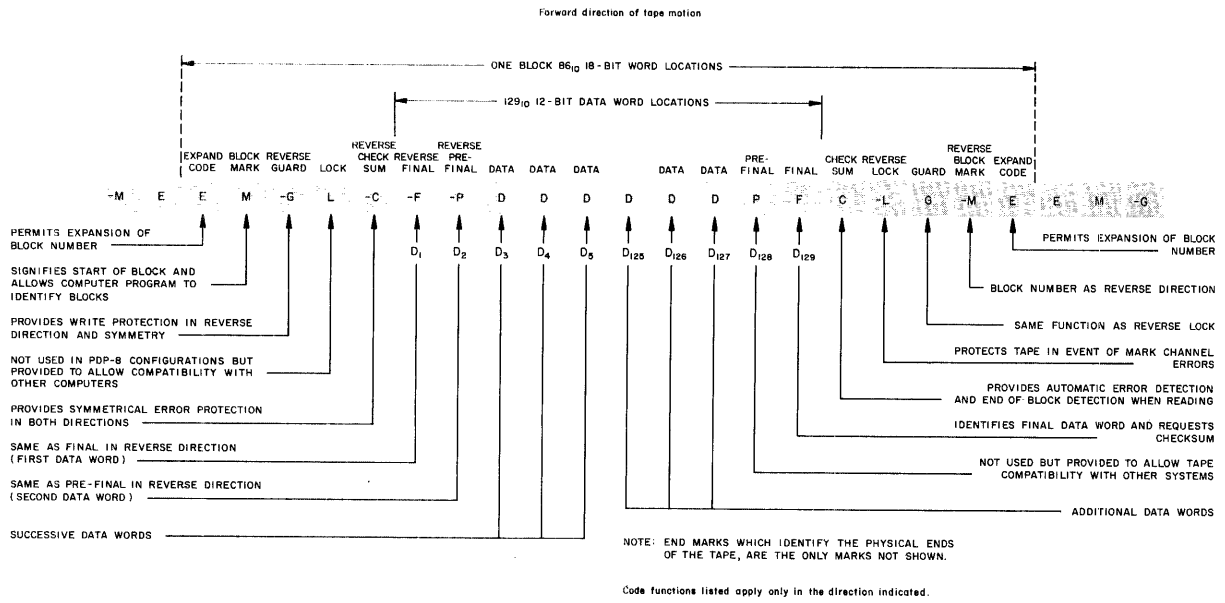 Forward direction of tape motion
ONE BLOCK 86₁₀ 18-BIT WORD LOCATIONS
129₁₀ 12-BIT DATA WORD LOCATIONS
EXPAND CODE
BLOCK MARK
REVERSE GUARD
LOCK
REVERSE CHECK SUM
REVERSE FINAL
REVERSE PRE-FINAL
DATA
DATA
DATA
DATA
DATA
PRE-FINAL
FINAL
CHECK SUM
REVERSE LOCK
GUARD
REVERSE BLOCK MARK
EXPAND CODE
-M E E M -G L -C -F -P D D D D D D P F C -L G -M E E M -G
D₁ D₂ D₃ D₄ D₅ D₁₂₅ D₁₂₆ D₁₂₇ D₁₂₈ D₁₂₉
PERMITS EXPANSION OF
BLOCK NUMBER
SIGNIFIES START OF BLOCK AND
ALLOWS COMPUTER PROGRAM TO
IDENTIFY BLOCKS
PROVIDES WRITE PROTECTION IN REVERSE
DIRECTION AND SYMMETRY
NOT USED IN PDP-8 CONFIGURATIONS BUT
PROVIDED TO ALLOW COMPATIBILITY WITH
OTHER COMPUTERS
PROVIDES SYMMETRICAL ERROR PROTECTION
IN BOTH DIRECTIONS
SAME AS FINAL IN REVERSE DIRECTION
(FIRST DATA WORD)
SAME AS PRE-FINAL IN REVERSE DIRECTION
(SECOND DATA WORD)
SUCCESSIVE DATA WORDS
PERMITS EXPANSION OF BLOCK
NUMBER
BLOCK NUMBER AS REVERSE DIRECTION
SAME FUNCTION AS REVERSE LOCK
PROTECTS TAPE IN EVENT OF MARK CHANNEL
ERRORS
PROVIDES AUTOMATIC ERROR DETECTION
AND END OF-BLOCK DETECTION WHEN READING
IDENTIFIES FINAL DATA WORD AND REQUESTS
CHECKSUM
NOT USED BUT PROVIDED TO ALLOW TAPE
COMPATIBILITY WITH OTHER SYSTEMS
ADDITIONAL DATA WORDS
NOTE: END MARKS WHICH IDENTIFY THE PHYSICAL ENDS
OF THE TAPE, ARE THE ONLY MARKS NOT SHOWN.
Code functions listed apply only in the direction indicated.